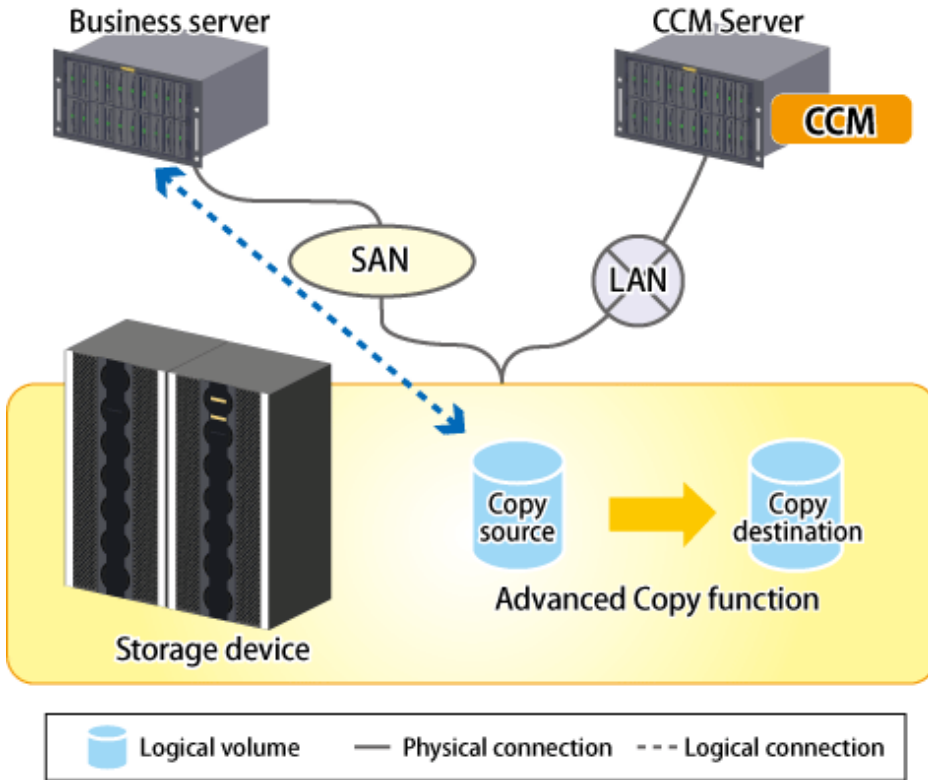 Business server
CCM Server
CCM
SAN
LAN
Copy
source
Copy
destination
Advanced Copy function
Storage device
Logical volume
Physical connection
Logical connection